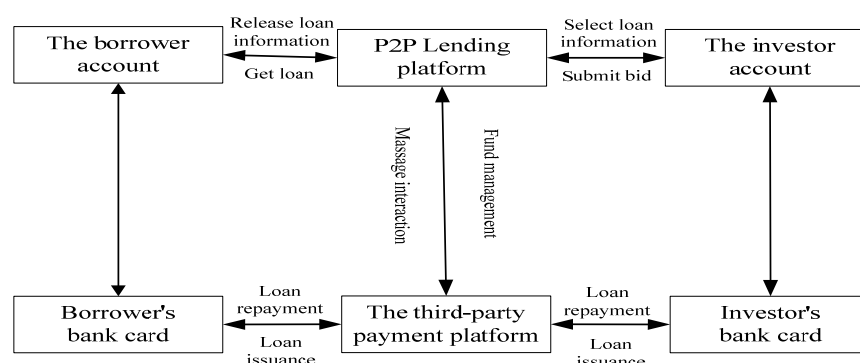 The borrower
account
Release loan
information
Get loan
P2P Lending
platform
Select loan
information
Submit bid
The investor
account
Massage interaction
Fund management
Borrower's
bank card
Loan
repayment
Loan
issuance
The third-party
payment platform
Loan
repayment
Loan
issuance
Investor's
bank card